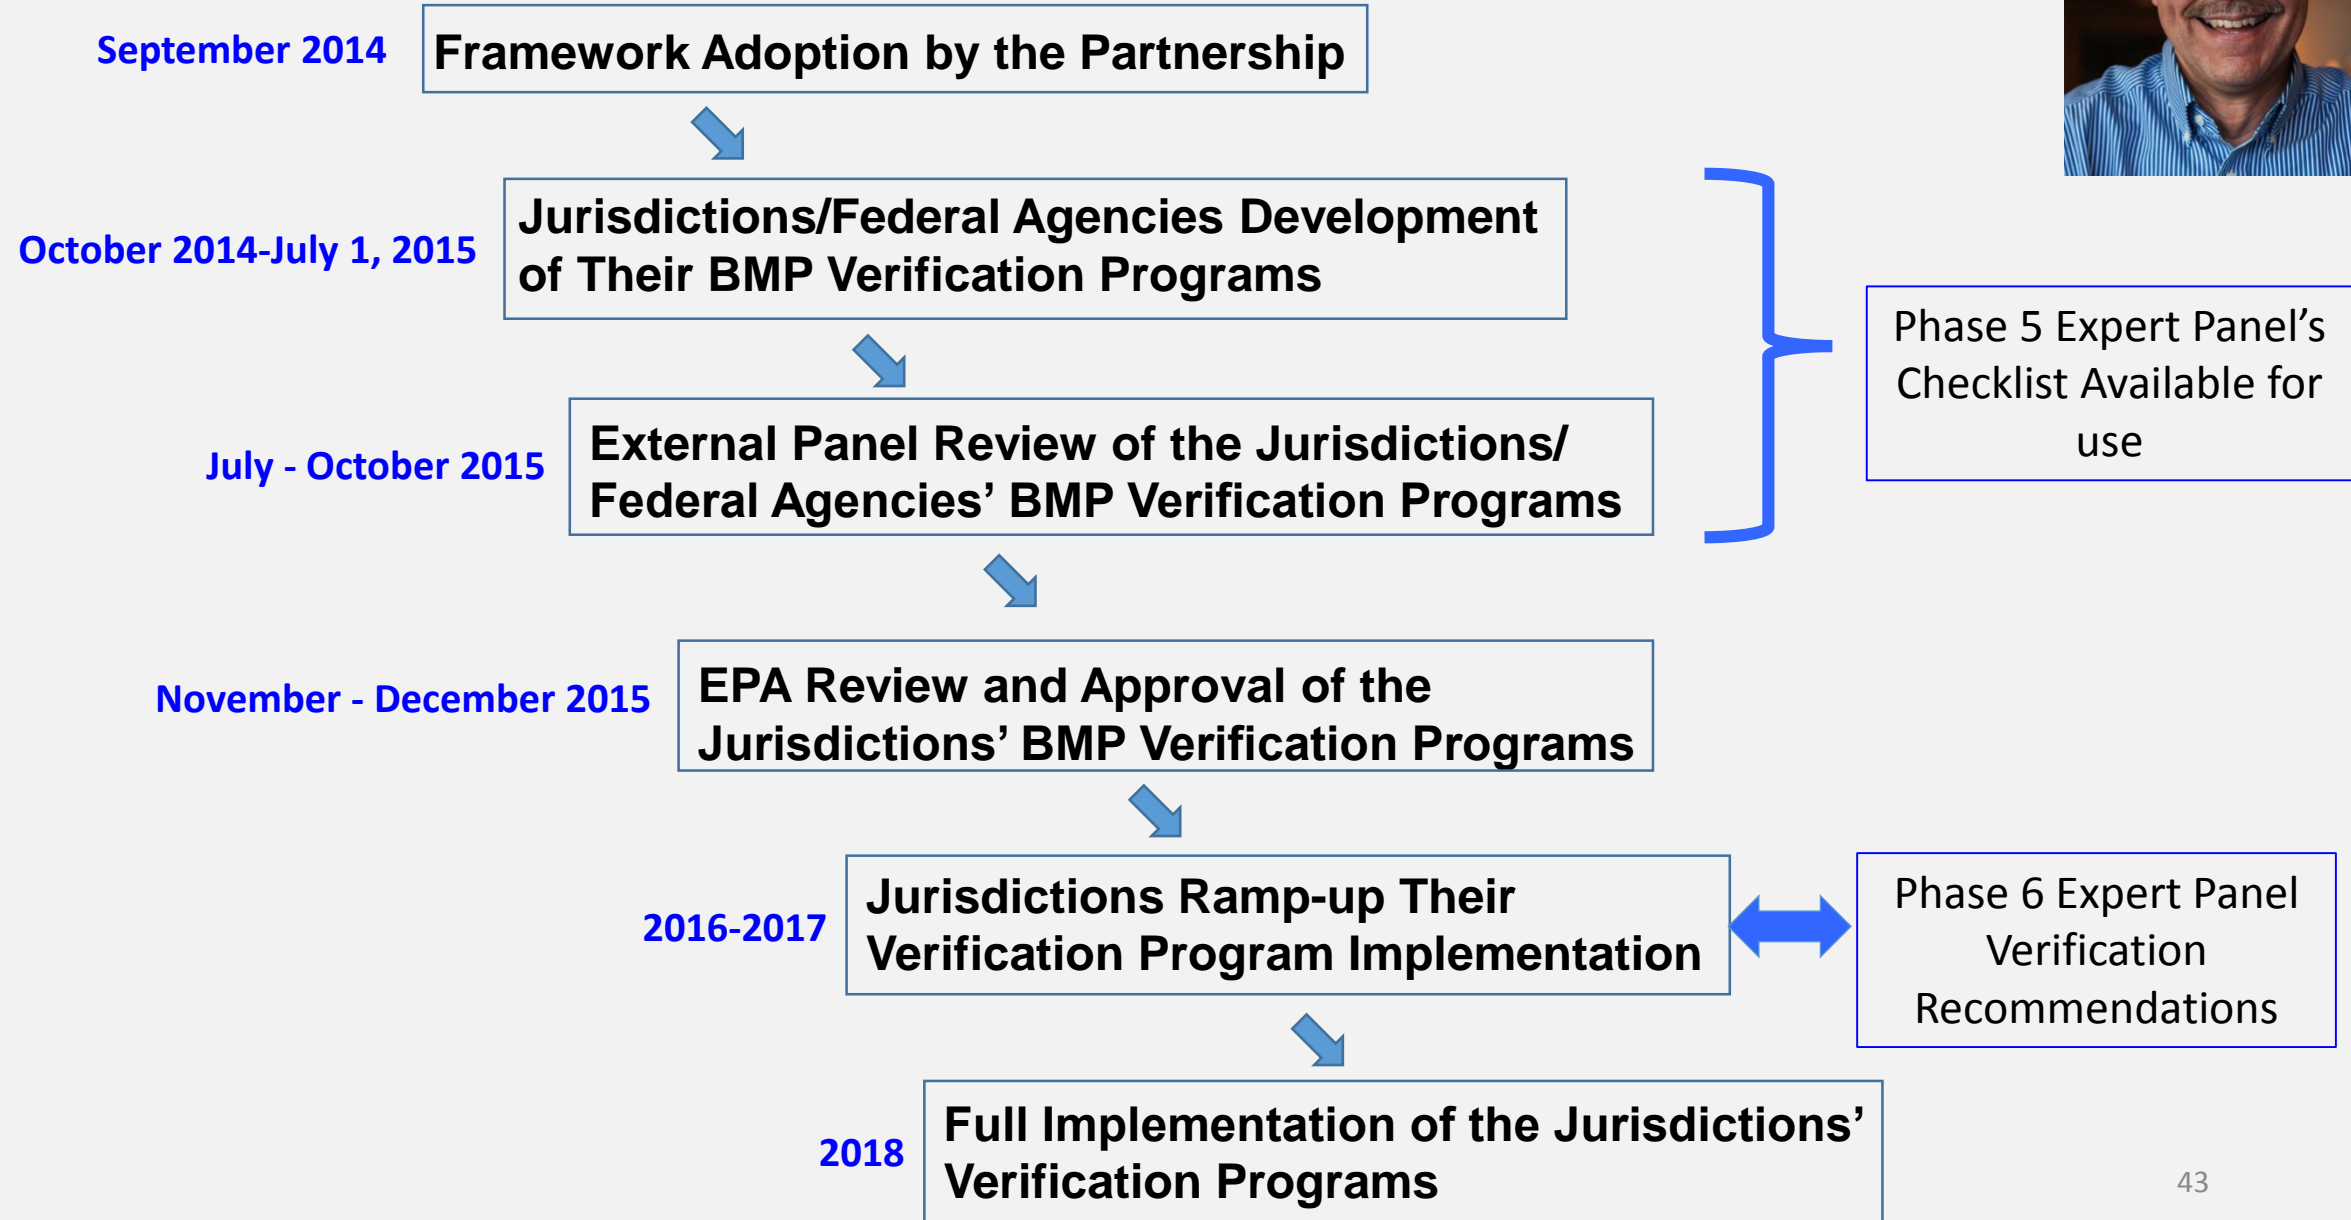 September 2014
Framework Adoption by the Partnership
October 2014-July 1, 2015
Jurisdictions/Federal Agencies Development
of Their BMP Verification Programs
Phase 5 Expert Panel’s
Checklist Available for
use
July - October 2015
External Panel Review of the Jurisdictions/
Federal Agencies’ BMP Verification Programs
November - December 2015
EPA Review and Approval of the
Jurisdictions’ BMP Verification Programs
2016-2017
Jurisdictions Ramp-up Their
Verification Program Implementation
Phase 6 Expert Panel
Verification
Recommendations
2018
Full Implementation of the Jurisdictions’
Verification Programs
43